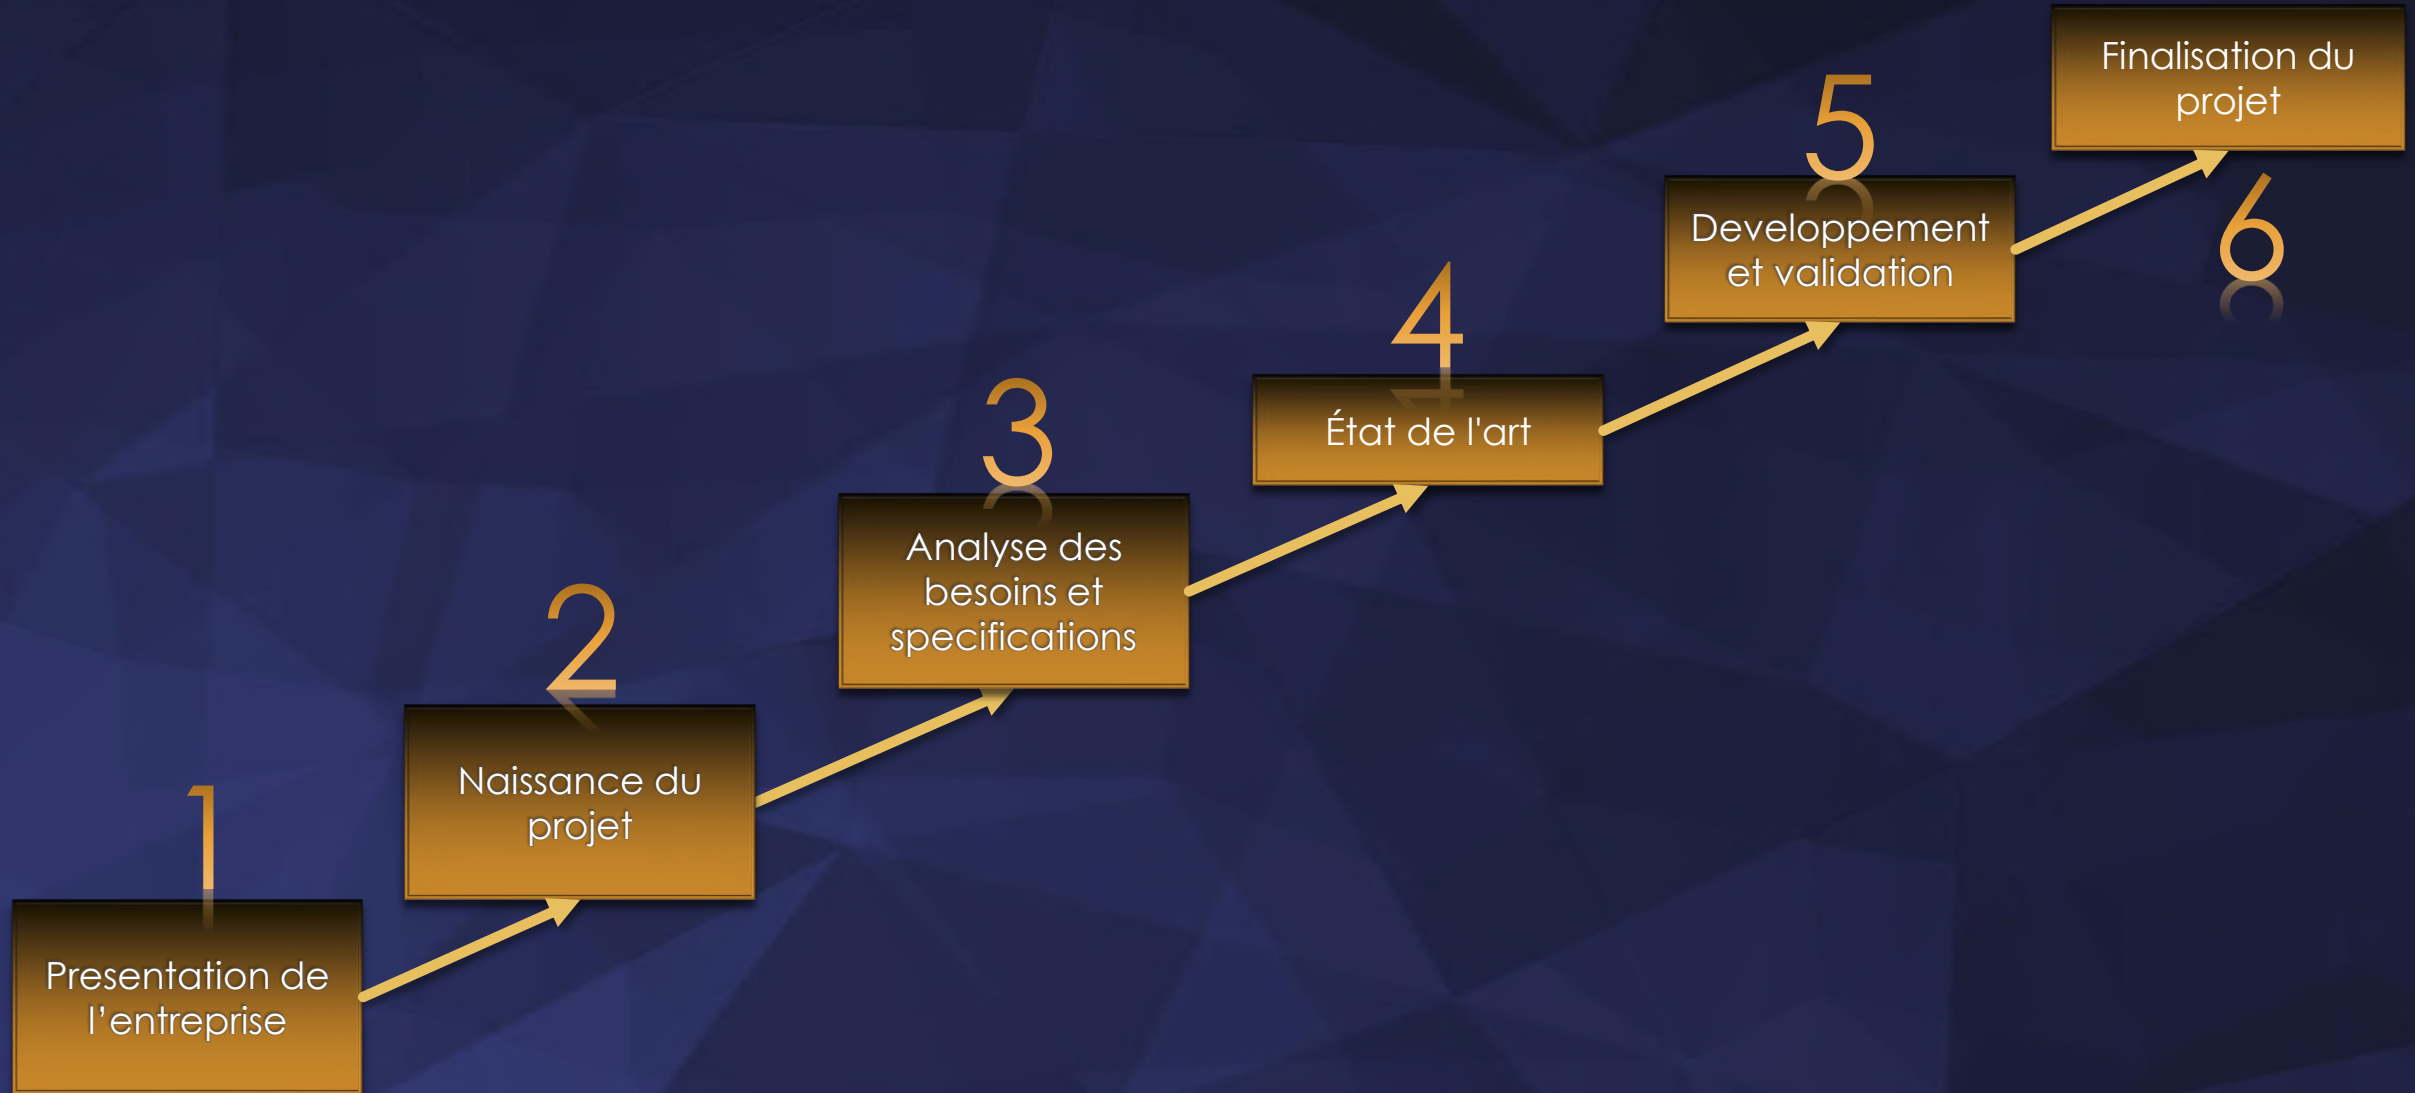 1
Presentation de
l’entreprise
2
Naissance du
projet
3
Analyse des
besoins et
specifications
4
État de l'art
5
Developpement
et validation
Finalisation du
projet
6